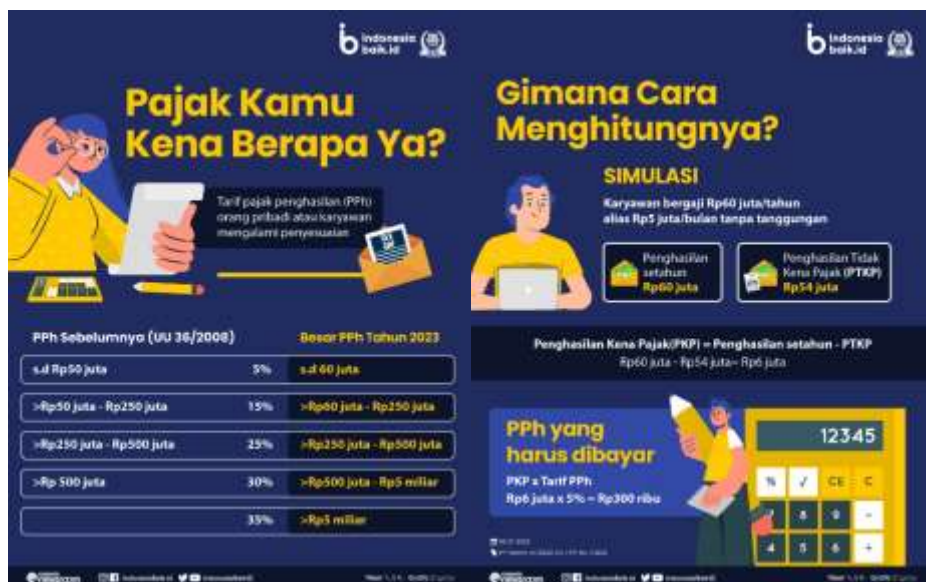 indonesia
baik.id
Pajak Kamu
Kena Berapa Ya?
Tarif pajak penghasilan (PPh)
orang pribadi atau karyawan
mengalami penyesuaian
PPh Sebelumnya (UU 36/2008)
Besar PPh Tahun 2023
s.d Rp50 juta 5% s.d 60 juta
>Rp50 juta - Rp250 juta 15% >Rp60 juta - Rp250 juta
>Rp250 juta - Rp500 juta 25% >Rp250 juta - Rp500 juta
>Rp 500 juta 30% >Rp500 juta - Rp5 miliar
35% >Rp5 miliar
indonesia
baik.id
Gimana Cara
Menghitungnya?
SIMULASI
Karyawan bergaji Rp60 juta/tahun
alias Rp5 juta/bulan tanpa tanggungan
Penghasilan
setahun
Rp60 juta
Penghasilan Tidak
Kena Pajak (PTKP)
Rp54 juta
Penghasilan Kena Pajak(PKP) = Penghasilan setahun - PTKP
Rp60 juta - Rp54 juta= Rp6 juta
PPh yang
harus dibayar
PKP x Tarif PPh
Rp6 juta x 5% = Rp300 ribu
12345
% √ CE C
7 8 9 -
4 5 6 +